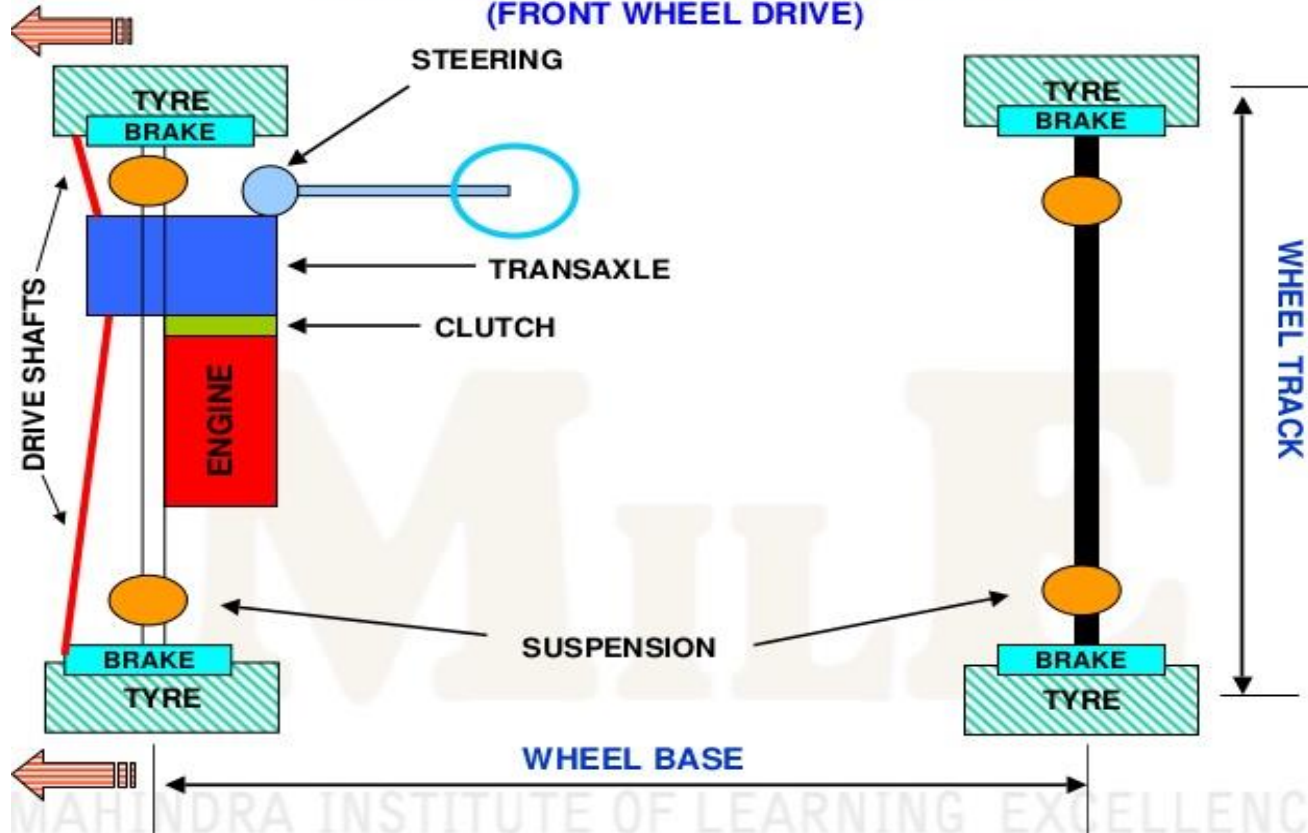 (FRONT WHEEL DRIVE)
STEERING
TYRE
BRAKE
TYRE
BRAKE
TRANSAXLE
CLUTCH
ENGINE
DRIVE SHAFTS
WHEEL TRACK
MILE
SUSPENSION
BRAKE
TYRE
BRAKE
TYRE
WHEEL BASE
MAHINDRA INSTITUTE OF LEARNING EXCELLENC